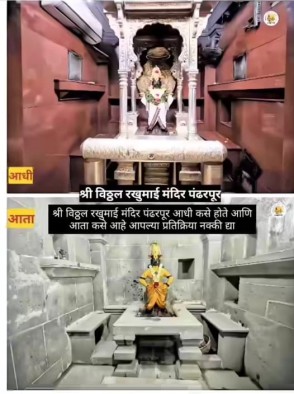 आधी
श्री विठ्ठल रखुमाई मंदिर पंढरपूर
आता
श्री विठ्ठल रखुमाई मंदिर पंढरपूर आधी कसे होते आणि
आता कसे आहे आपल्या प्रतिक्रिया नक्की द्या